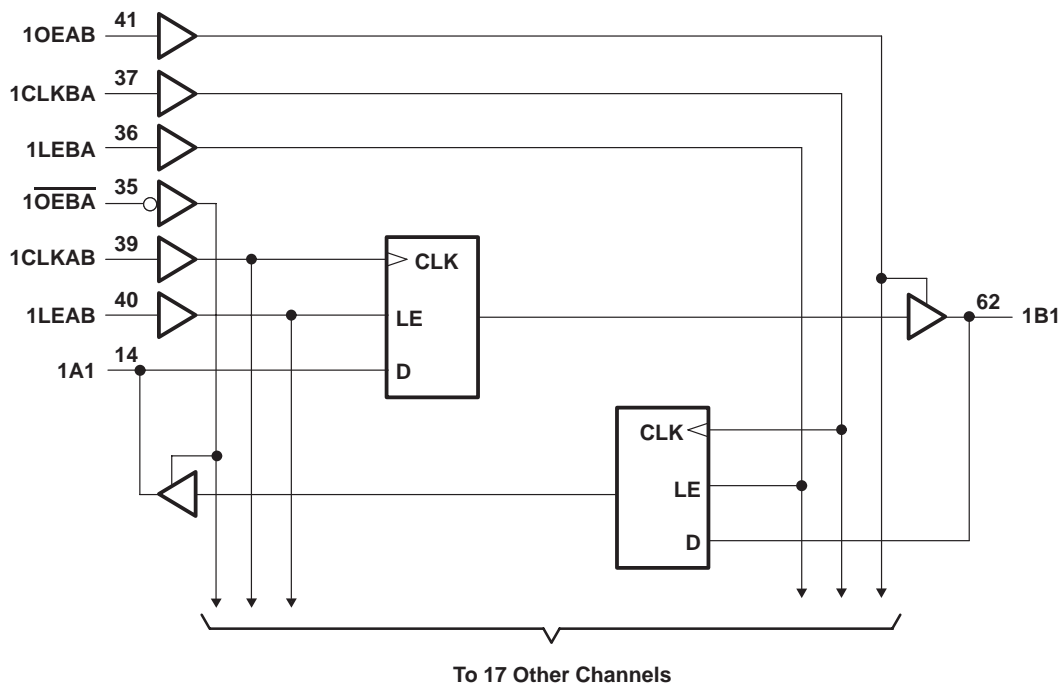 1OEAB 41
1CLKBA 37
1LEBA 36
1O̅E̅B̅A̅ 35
1CLKAB 39
1LEAB 40
1A1 14
CLK
LE
D
62 1B1
CLK
LE
D
To 17 Other Channels